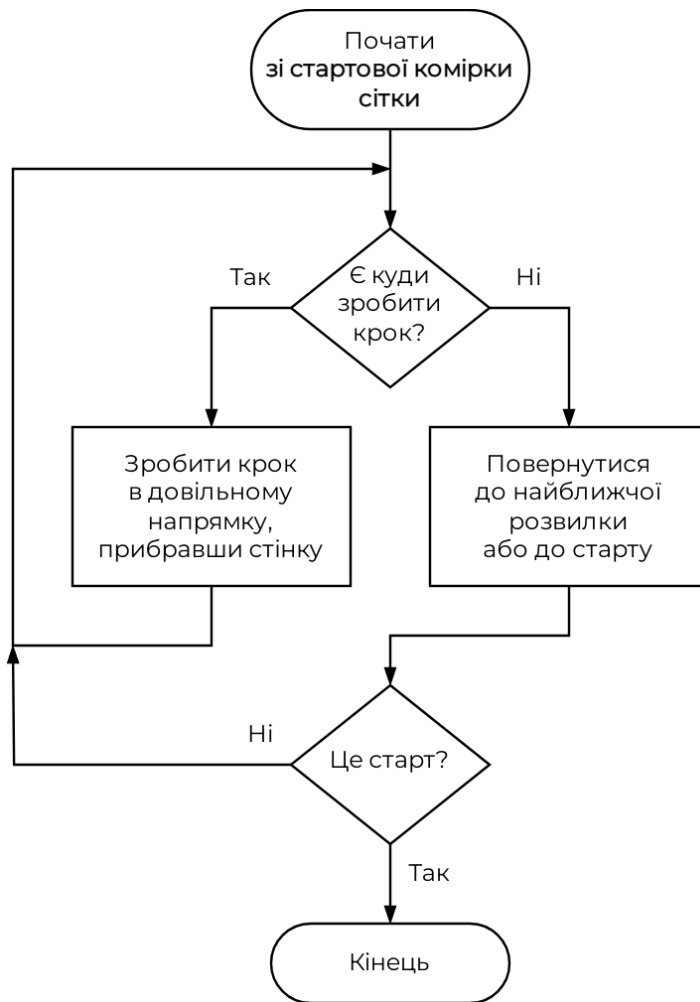 Почати
зі стартової комірки
сітки
Є куди
зробити
крок?
Так
Ні
Зробити крок
в довільному
напрямку,
прибравши стінку
Повернутися
до найближчої
розвилки
або до старту
Це старт?
Ні
Так
Кінець